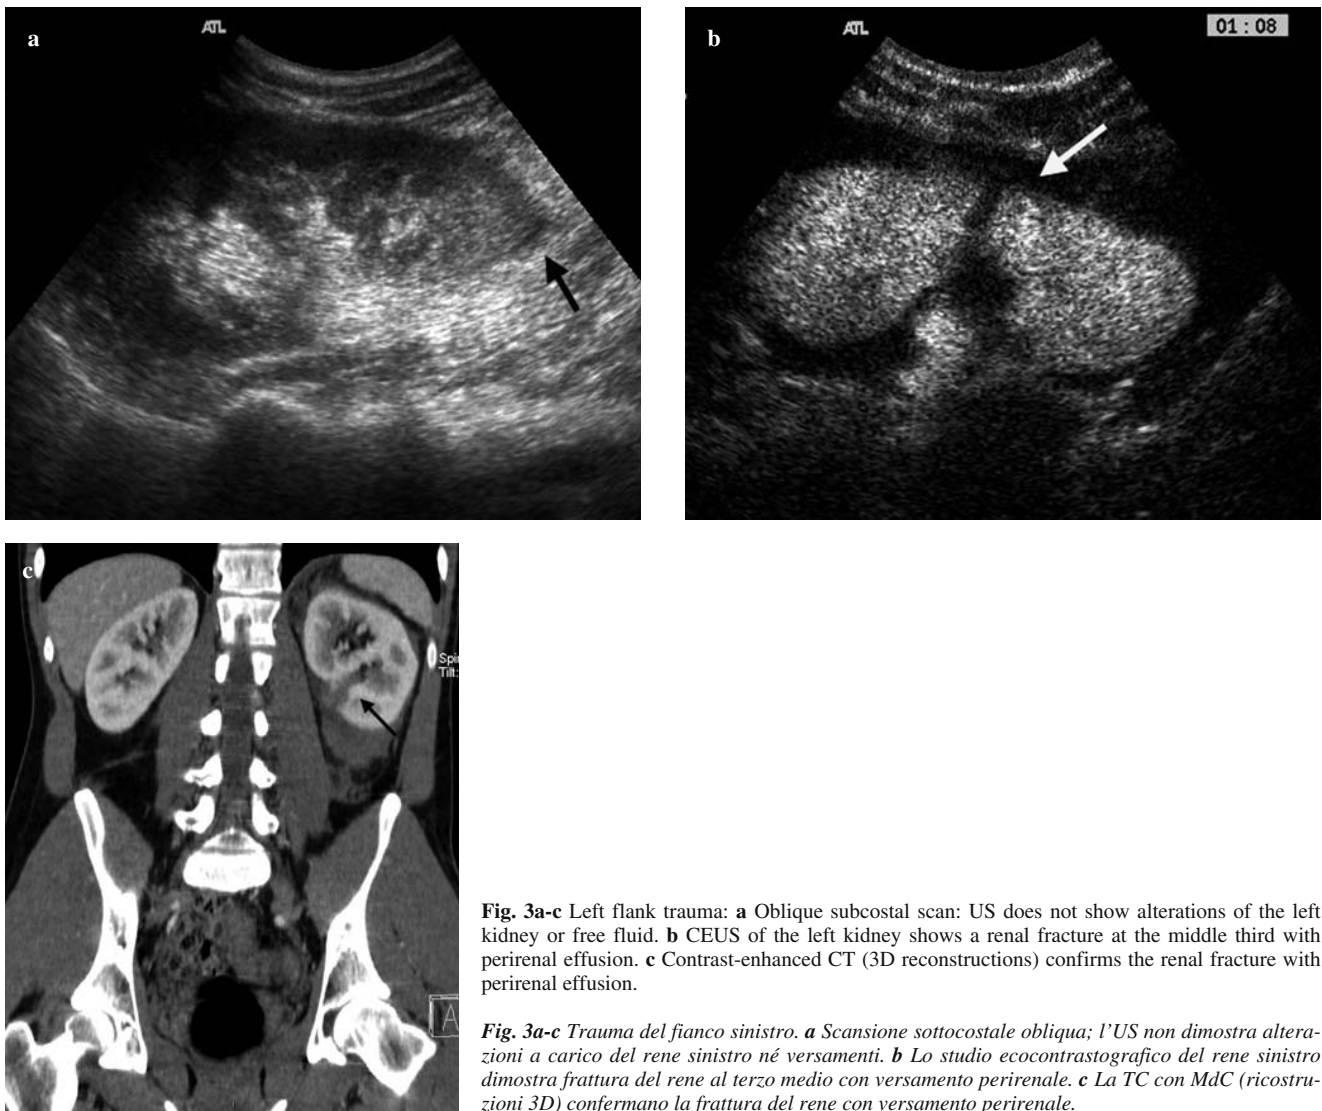 a
ATL
b
ATL
01 : 08
c
Spi
Tilt:
A
Fig. 3a-c Left flank trauma: a Oblique subcostal scan: US does not show alterations of the left
kidney or free fluid. b CEUS of the left kidney shows a renal fracture at the middle third with
perirenal effusion. c Contrast-enhanced CT (3D reconstructions) confirms the renal fracture with
perirenal effusion.
Fig. 3a-c Trauma del fianco sinistro. a Scansione sottocostale obliqua; l'US non dimostra altera-
zioni a carico del rene sinistro né versamenti. b Lo studio ecocontrastografico del rene sinistro
dimostra frattura del rene al terzo medio con versamento perirenale. c La TC con MdC (ricostru-
zioni 3D) confermano la frattura del rene con versamento perirenale.